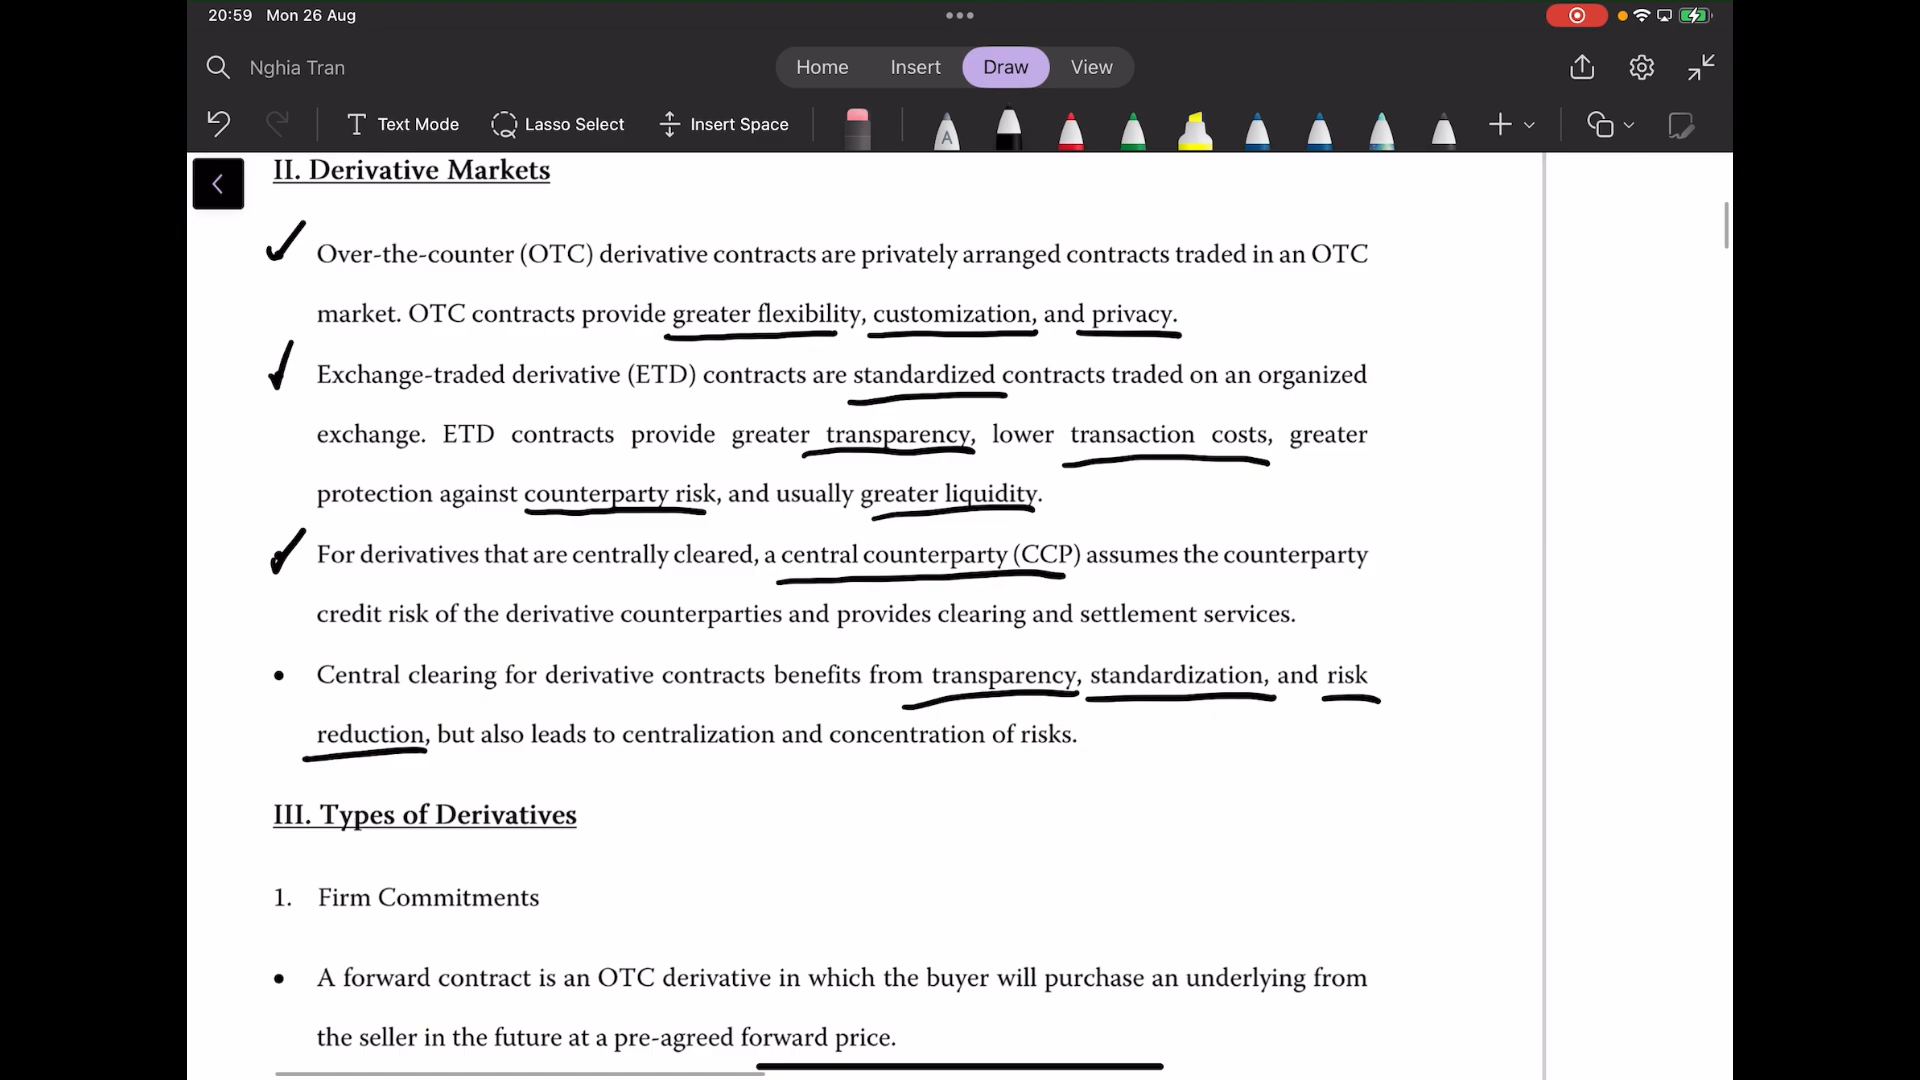 20:59 Mon 26 Aug
Nghia Tran
Home Insert Draw View
Text Mode Lasso Select Insert Space
A
II. Derivative Markets
Over-the-counter (OTC) derivative contracts are privately arranged contracts traded in an OTC
market. OTC contracts provide greater flexibility, customization, and privacy.
Exchange-traded derivative (ETD) contracts are standardized contracts traded on an organized
exchange. ETD contracts provide greater transparency, lower transaction costs, greater
protection against counterparty risk, and usually greater liquidity.
For derivatives that are centrally cleared, a central counterparty (CCP) assumes the counterparty
credit risk of the derivative counterparties and provides clearing and settlement services.
• Central clearing for derivative contracts benefits from transparency, standardization, and risk
reduction, but also leads to centralization and concentration of risks.
III. Types of Derivatives
1. Firm Commitments
• A forward contract is an OTC derivative in which the buyer will purchase an underlying from
the seller in the future at a pre-agreed forward price.